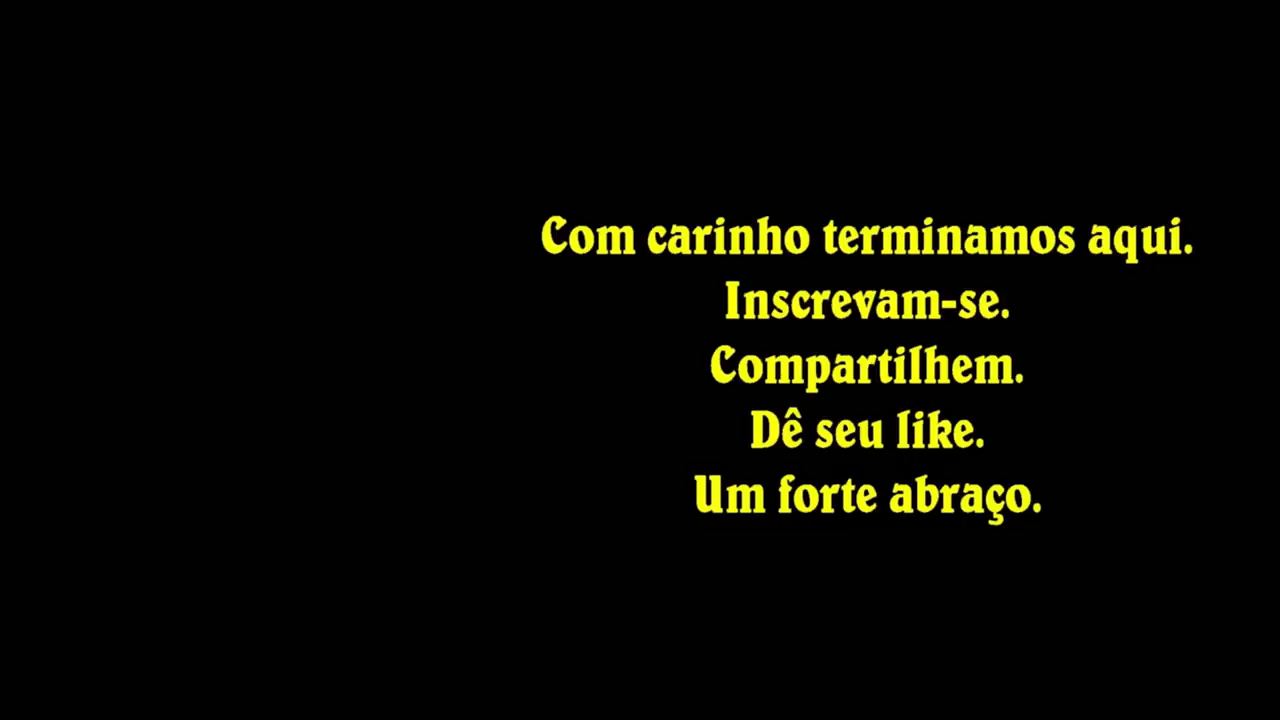 Com carinho terminamos aqui.
Inscrevam-se.
Compartilhem.
Dê seu like.
Um forte abraço.